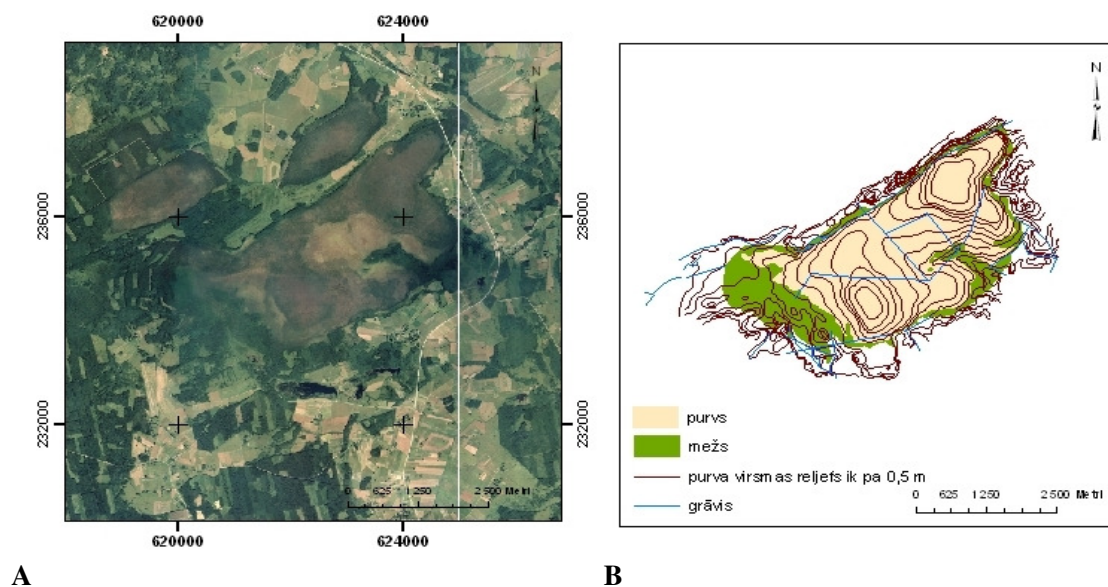 620000 624000
N
236000 236000
232000 232000
0 625 1 250 2 500 Metri
620000 624000
A
N
purvs
mežs
purva virsmas reljefs ik pa 0,5 m
grāvis
0 625 1 250 2 500 Metri
B